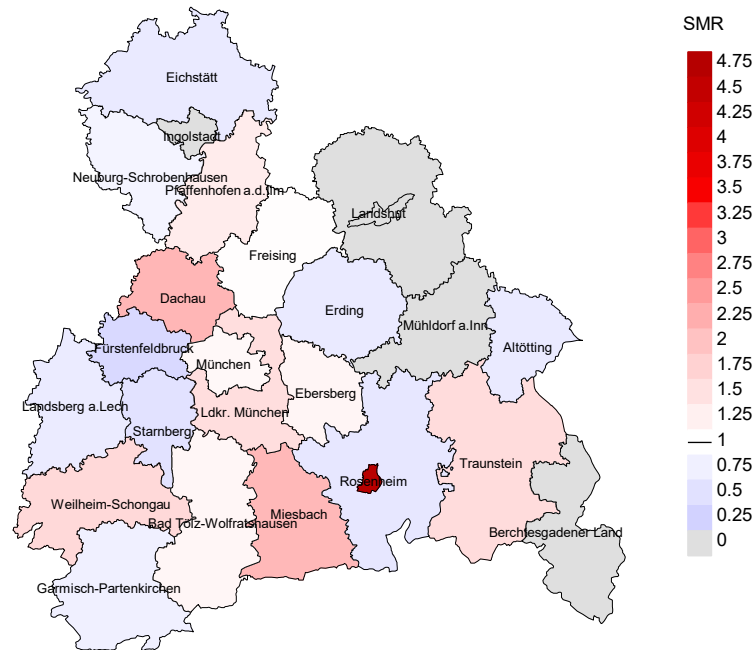 SMR
Eichstätt
Ingolstadt
Neuburg-Schrobenhausen
Pfaffenhofen a.d.Ilm
Landshut
Freising
Dachau
Erding
Mühldorf a.Inn
Altötting
Fürstenfeldbruck
München
Ebersberg
Landsberg a.Lech
Ldkr. München
Starnberg
Traunstein
Rosenheim
Weilheim-Schongau
Miesbach
Bad Tölz-Wolfratshausen
Berchtesgadener Land
Garmisch-Partenkirchen
4.75
4.5
4.25
4
3.75
3.5
3.25
3
2.75
2.5
2.25
2
1.75
1.5
1.25
1
0.75
0.5
0.25
0